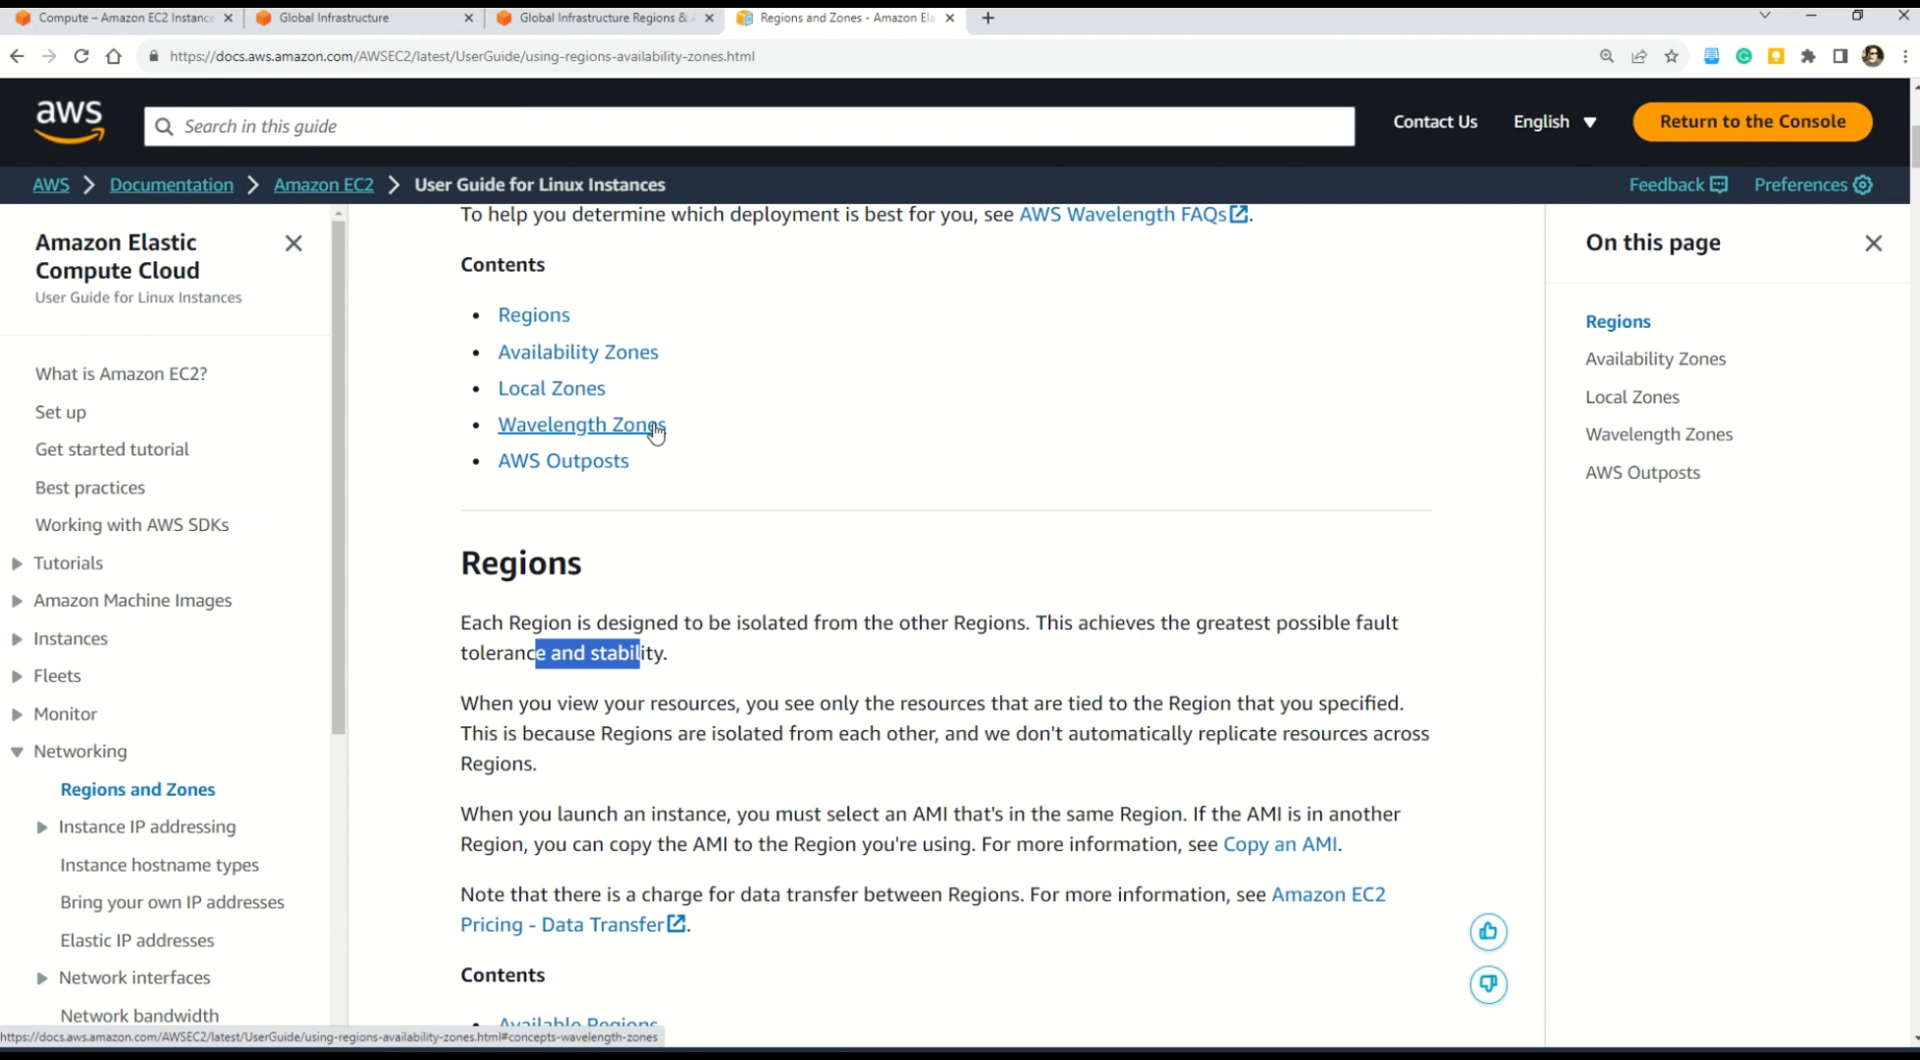 Compute – Amazon EC2 Instance
Global Infrastructure
Global Infrastructure Regions &
Regions and Zones - Amazon Ela
https://docs.aws.amazon.com/AWSEC2/latest/UserGuide/using-regions-availability-zones.html
aws
Search in this guide
Contact Us
English
Return to the Console
AWS > Documentation > Amazon EC2 > User Guide for Linux Instances
Feedback
Preferences
Amazon Elastic
Compute Cloud
User Guide for Linux Instances
What is Amazon EC2?
Set up
Get started tutorial
Best practices
Working with AWS SDKs
Tutorials
Amazon Machine Images
Instances
Fleets
Monitor
Networking
Regions and Zones
Instance IP addressing
Instance hostname types
Bring your own IP addresses
Elastic IP addresses
Network interfaces
Network bandwidth
To help you determine which deployment is best for you, see AWS Wavelength FAQs.
Contents
• Regions
• Availability Zones
• Local Zones
• Wavelength Zones
• AWS Outposts
Regions
Each Region is designed to be isolated from the other Regions. This achieves the greatest possible fault
tolerance and stability.
When you view your resources, you see only the resources that are tied to the Region that you specified.
This is because Regions are isolated from each other, and we don't automatically replicate resources across
Regions.
When you launch an instance, you must select an AMI that's in the same Region. If the AMI is in another
Region, you can copy the AMI to the Region you're using. For more information, see Copy an AMI.
Note that there is a charge for data transfer between Regions. For more information, see Amazon EC2
Pricing - Data Transfer.
Contents
• Available Regions
On this page
Regions
Availability Zones
Local Zones
Wavelength Zones
AWS Outposts
https://docs.aws.amazon.com/AWSEC2/latest/UserGuide/using-regions-availability-zones.html#concepts-wavelength-zones